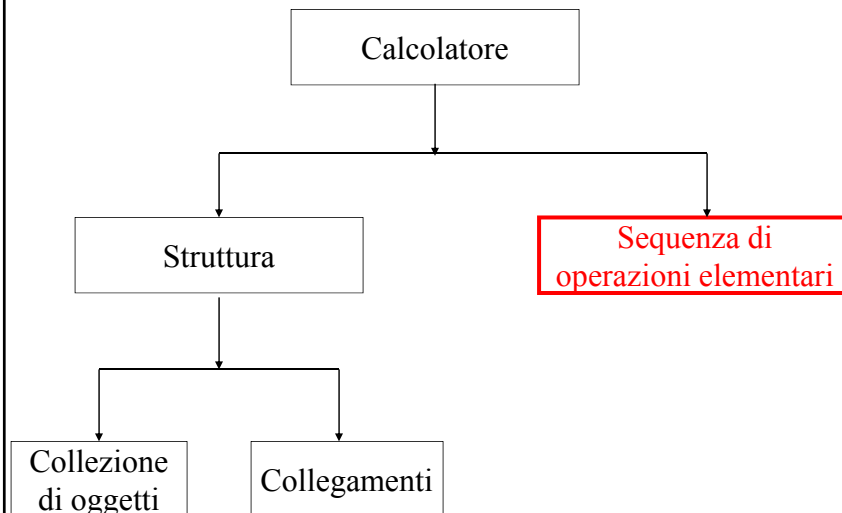 Calcolatore
Struttura
Sequenza di
operazioni elementari
Collezione
di oggetti
Collegamenti